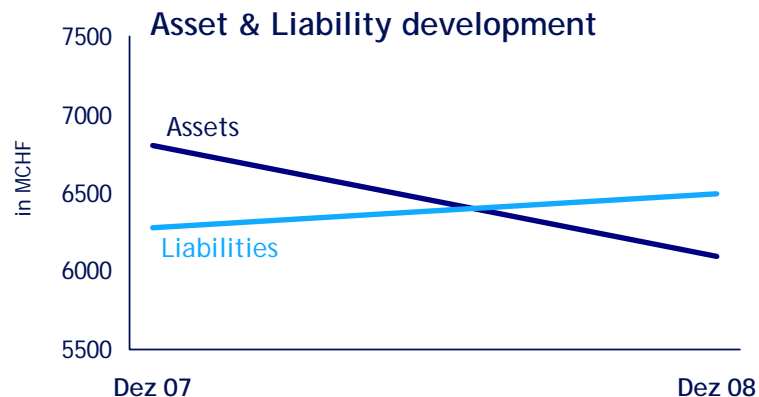 Asset & Liability development
7500
7000
6500
6000
5500
in MCHF
Assets
Liabilities
Dez 07
Dez 08